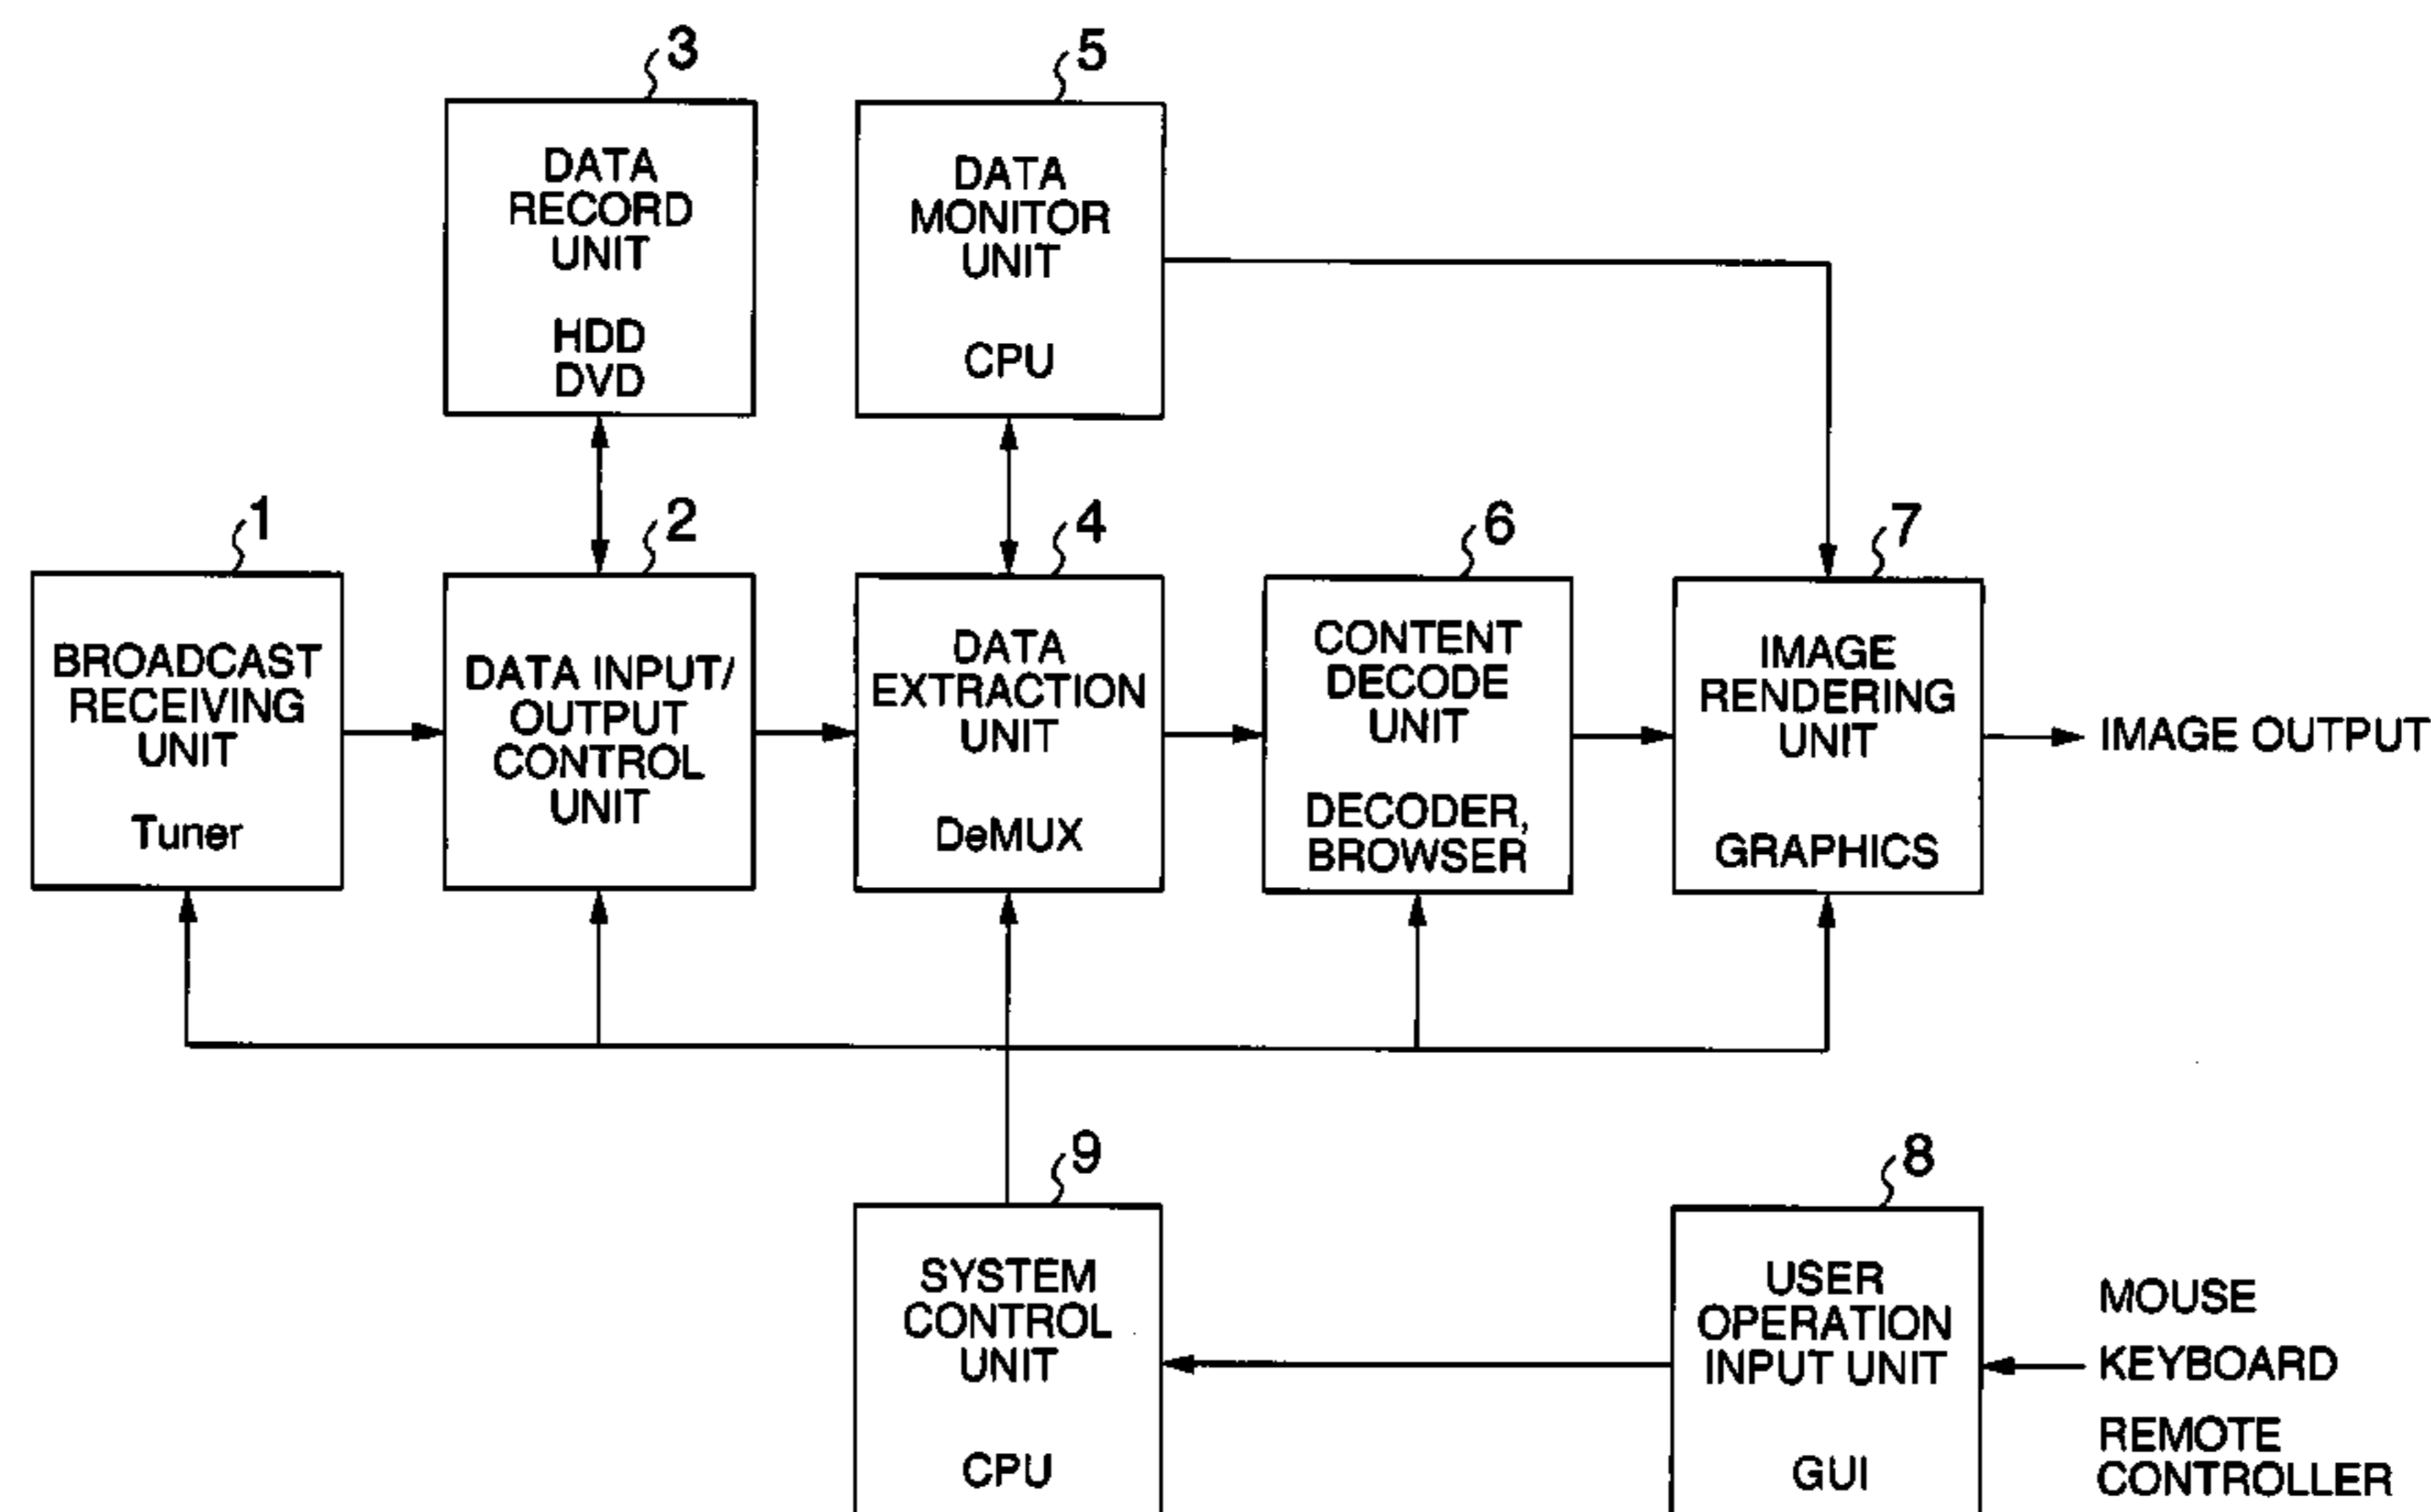 3
DATA
RECORD
UNIT
HDD
DVD
5
DATA
MONITOR
UNIT
CPU
1
BROADCAST
RECEIVING
UNIT
Tuner
2
DATA INPUT/
OUTPUT
CONTROL
UNIT
4
DATA
EXTRACTION
UNIT
DeMUX
6
CONTENT
DECODE
UNIT
DECODER,
BROWSER
7
IMAGE
RENDERING
UNIT
GRAPHICS
IMAGE OUTPUT
9
SYSTEM
CONTROL
UNIT
CPU
8
USER
OPERATION
INPUT UNIT
GUI
MOUSE
KEYBOARD
REMOTE
CONTROLLER